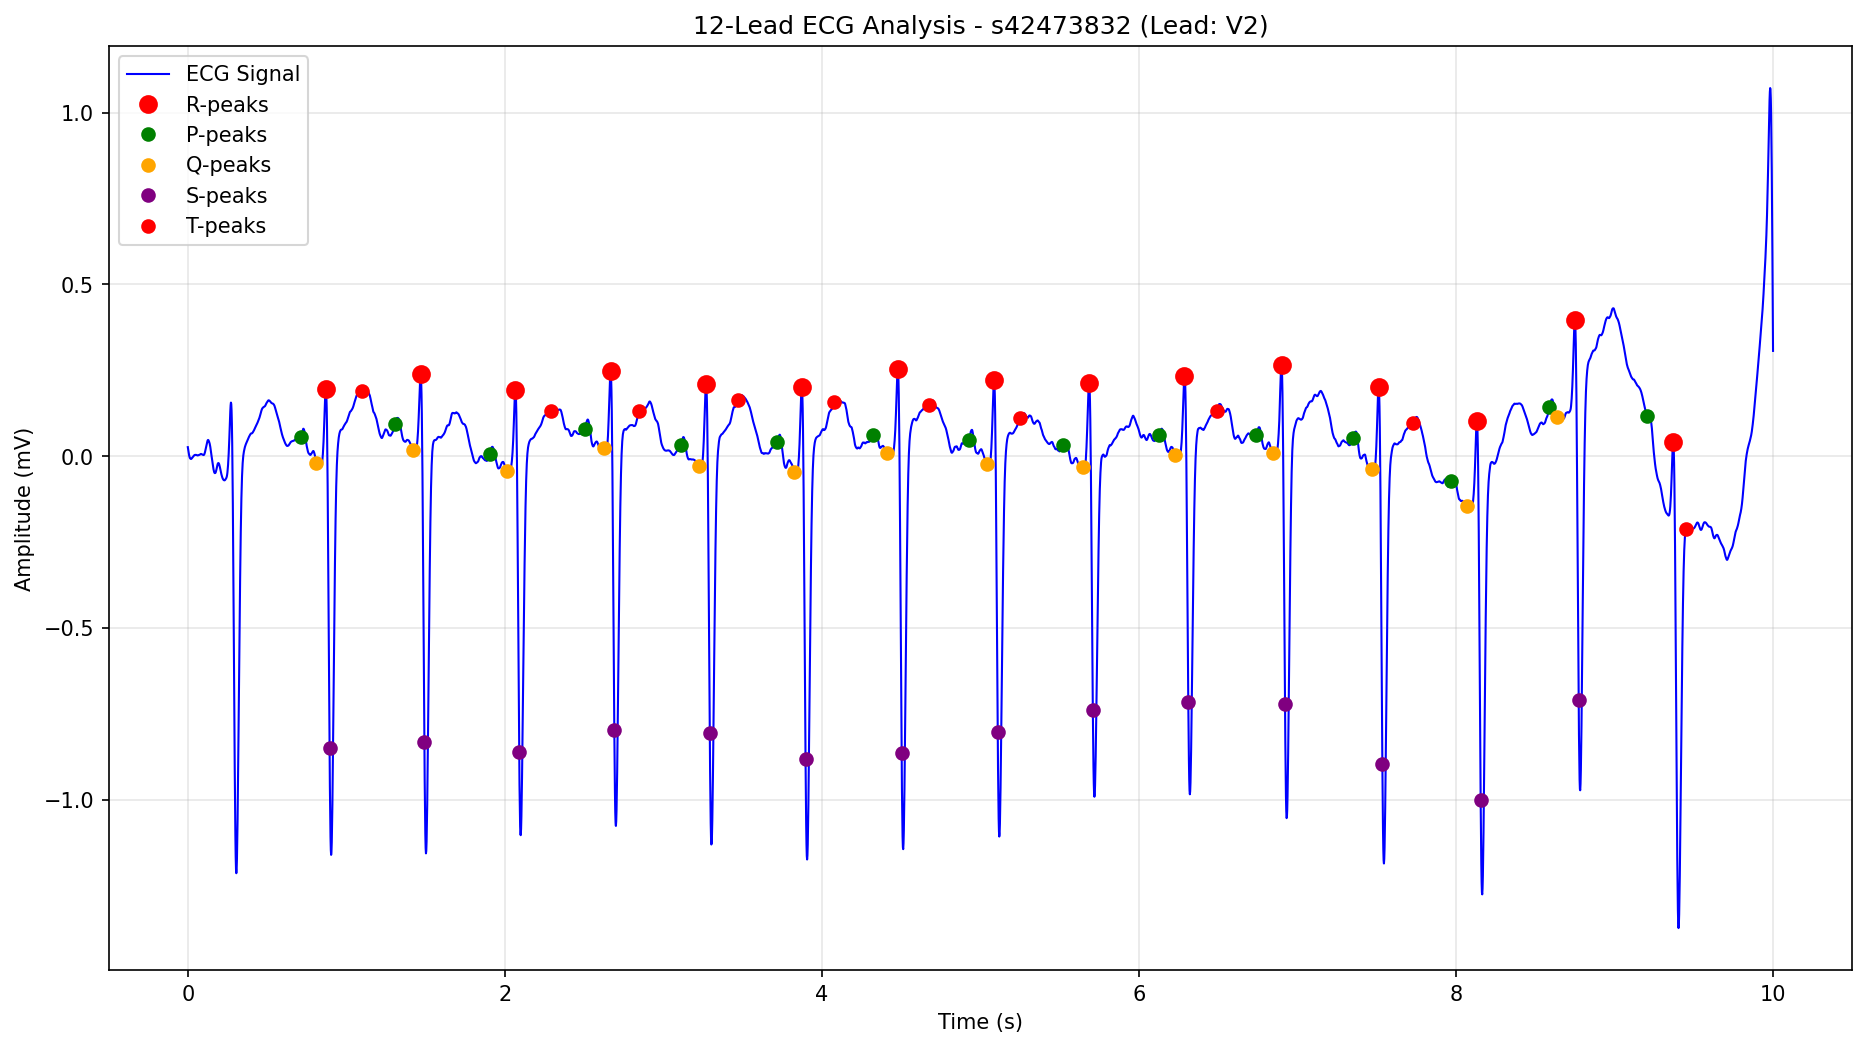 12-Lead ECG Analysis - s42473832 (Lead: V2)
ECG Signal
R-peaks
P-peaks
Q-peaks
S-peaks
T-peaks
1.0
0.5
0.0
−0.5
−1.0
Amplitude (mV)
0 2 4 6 8 10
Time (s)